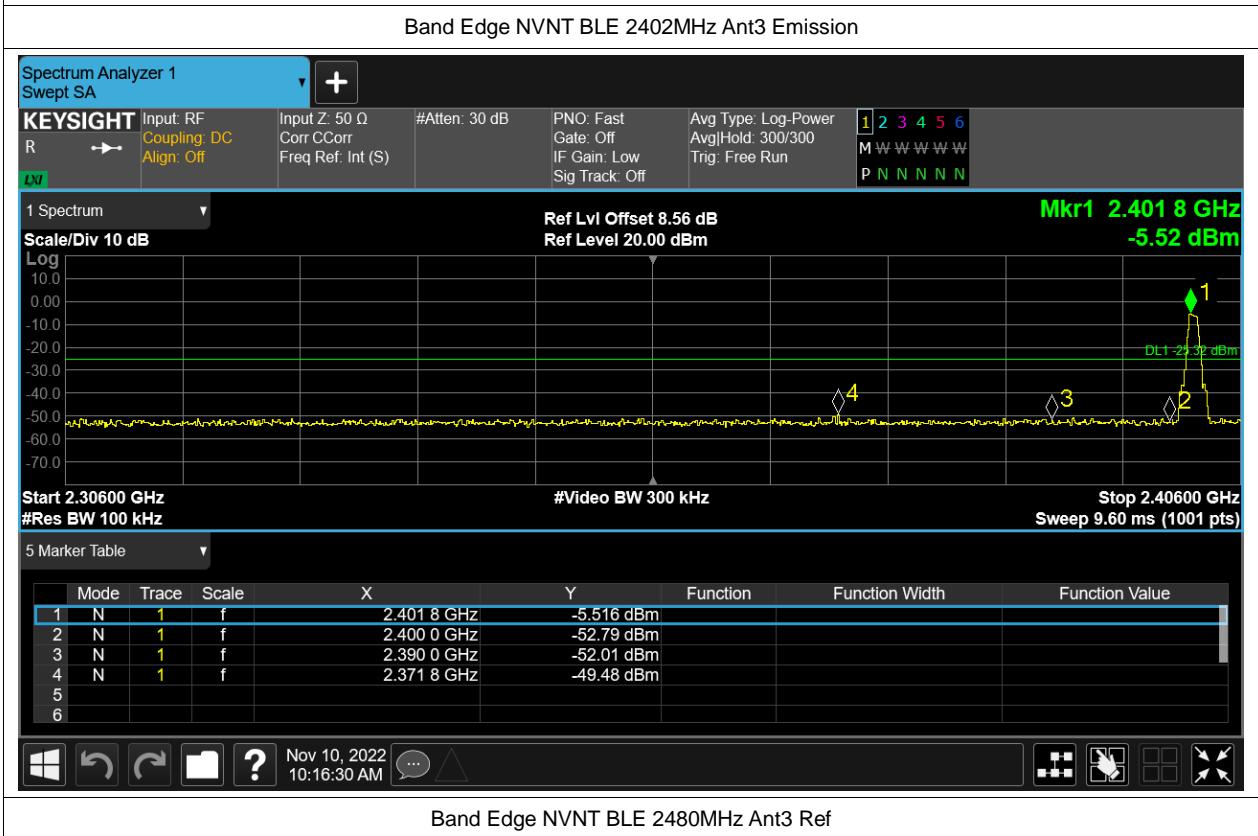 Band Edge NVNT BLE 2402MHz Ant3 Emission
Spectrum Analyzer 1
Swept SA
+
KEYSIGHT
R
LXI
Input: RF
Coupling: DC
Align: Off
Input Z: 50 Ω
Corr CCorr
Freq Ref: Int (S)
#Atten: 30 dB
PNO: Fast
Gate: Off
IF Gain: Low
Sig Track: Off
Avg Type: Log-Power
Avg|Hold: 300/300
Trig: Free Run
1 2 3 4 5 6
M W W W W W
P N N N N N
1 Spectrum
Scale/Div 10 dB
Ref Lvl Offset 8.56 dB
Ref Level 20.00 dBm
Mkr1 2.401 8 GHz
-5.52 dBm
Log
10.0
0.00
-10.0
-20.0
-30.0
-40.0
-50.0
-60.0
-70.0
1
DL1 -25.32 dBm
4
3
2
Start 2.30600 GHz
#Video BW 300 kHz
Stop 2.40600 GHz
#Res BW 100 kHz
Sweep 9.60 ms (1001 pts)
5 Marker Table
Mode Trace Scale X Y Function Function Width Function Value
1 N 1 f 2.401 8 GHz -5.516 dBm
2 N 1 f 2.400 0 GHz -52.79 dBm
3 N 1 f 2.390 0 GHz -52.01 dBm
4 N 1 f 2.371 8 GHz -49.48 dBm
5
6
?
Nov 10, 2022
10:16:30 AM
Band Edge NVNT BLE 2480MHz Ant3 Ref